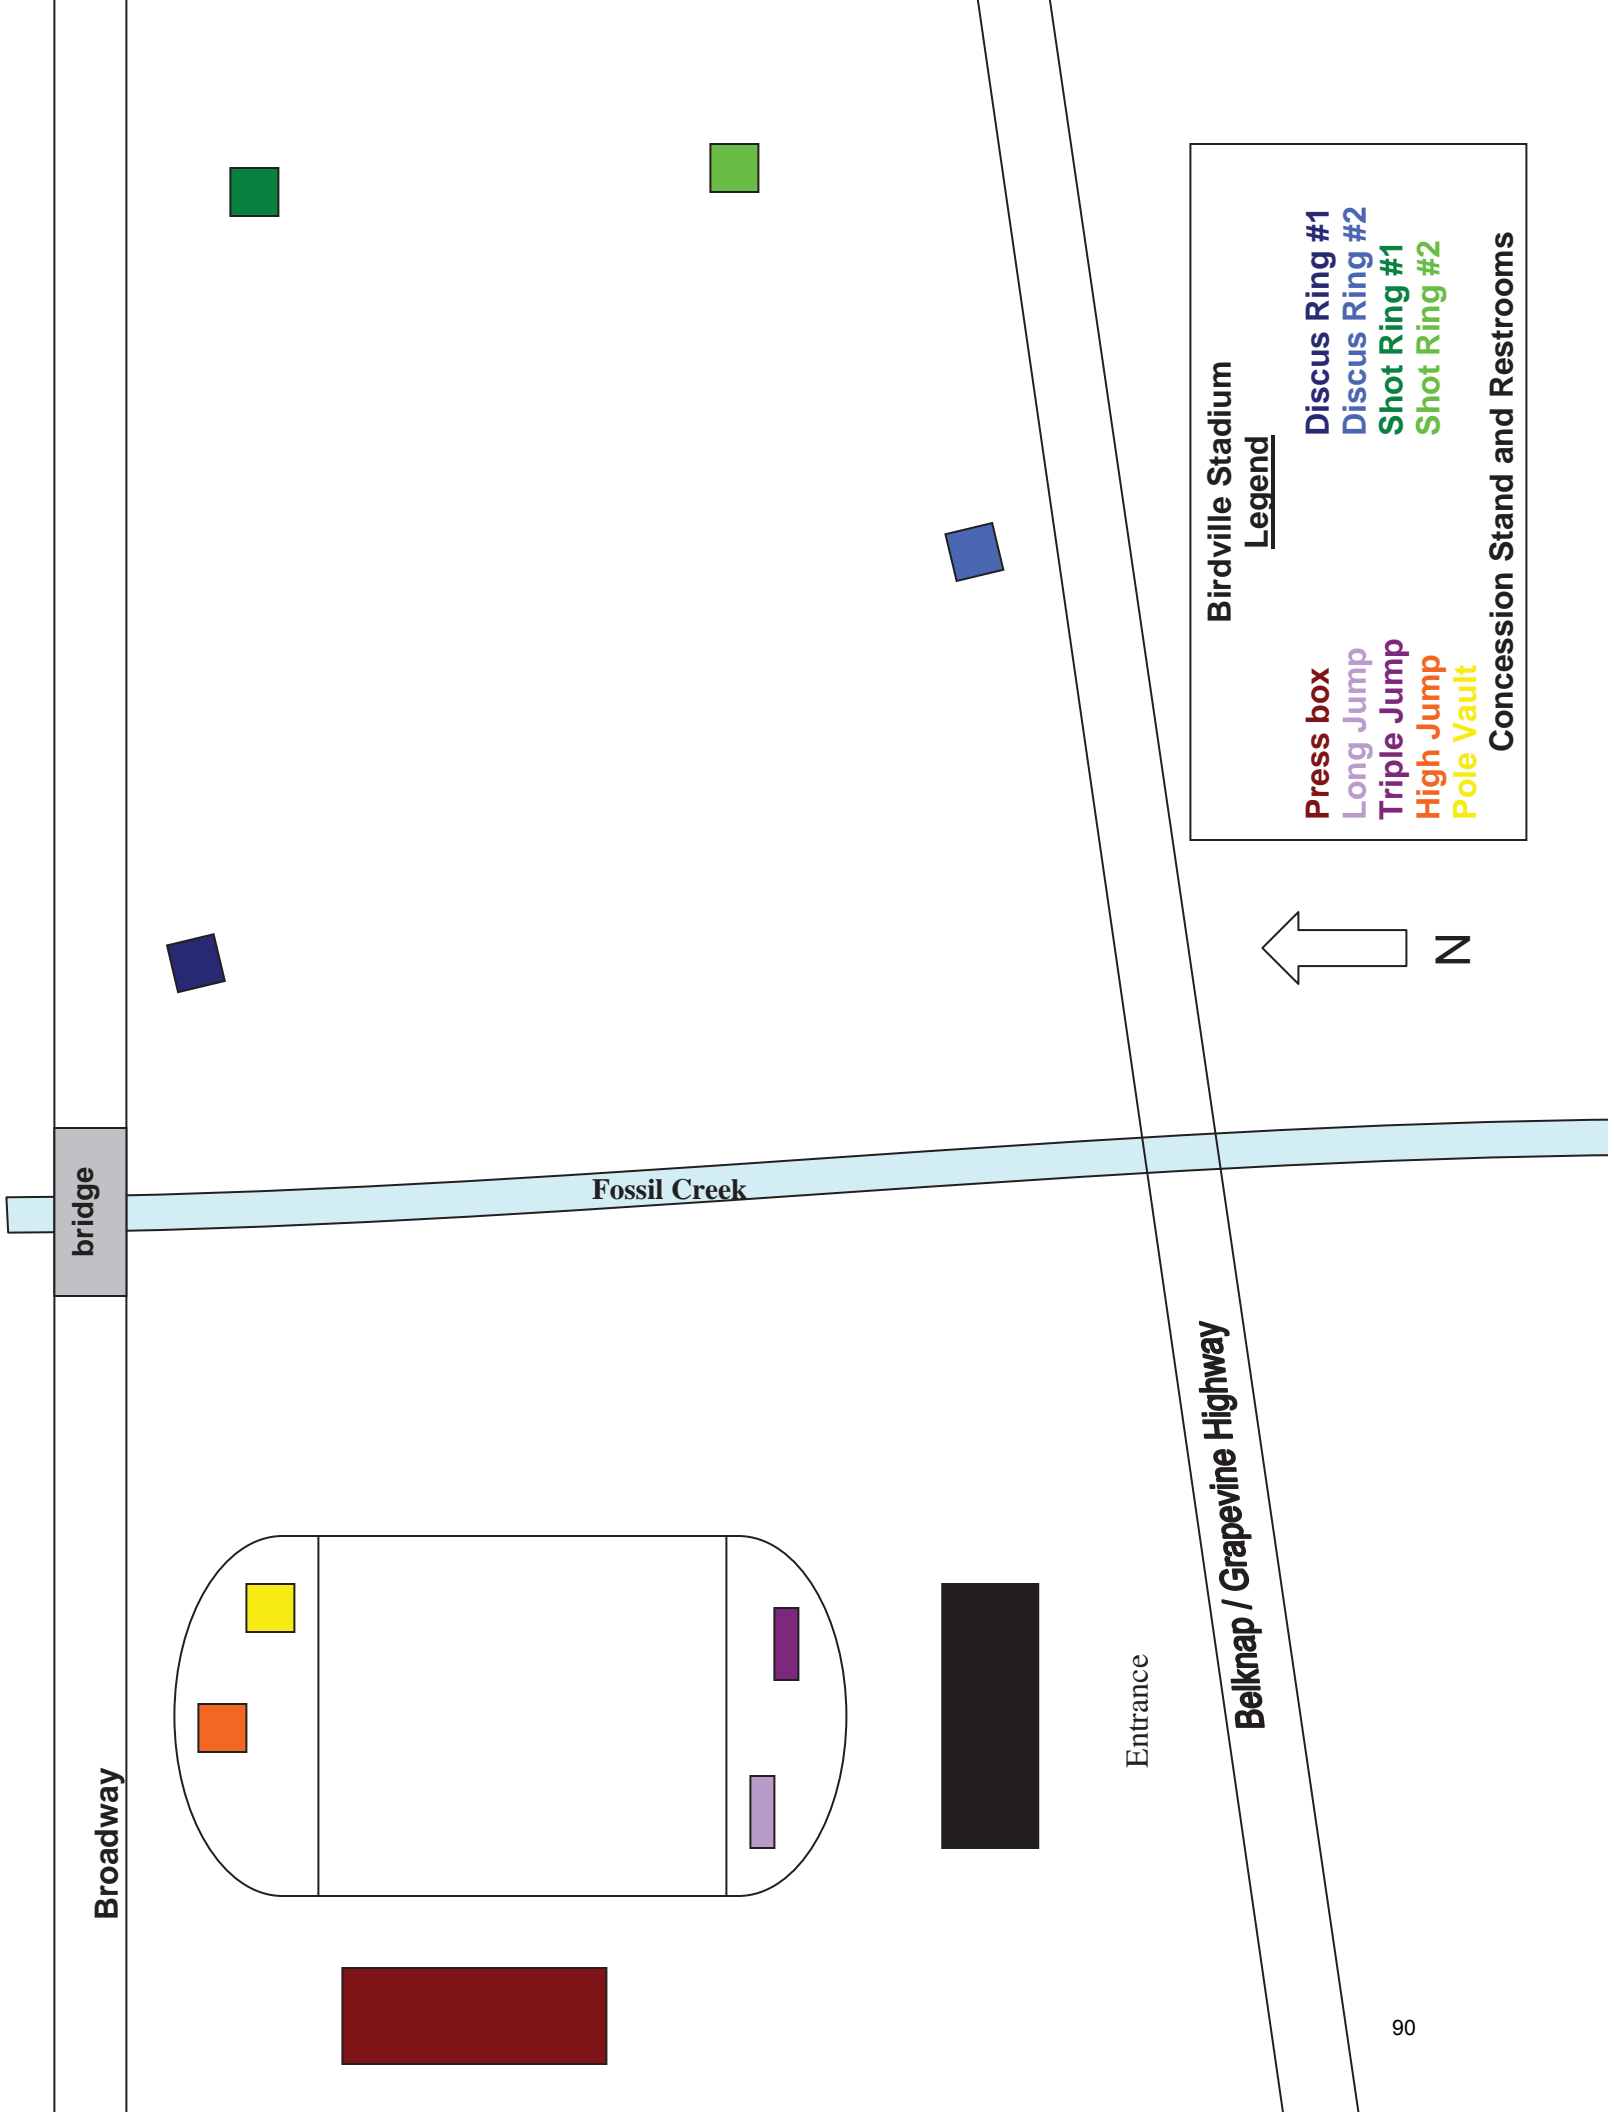 Broadway
bridge
Fossil Creek
Entrance
Belknap / Grapevine Highway
Birdville Stadium
Legend
Press box Discus Ring #1
Long Jump Discus Ring #2
Triple Jump Shot Ring #1
High Jump Shot Ring #2
Pole Vault
Concession Stand and Restrooms
N
90